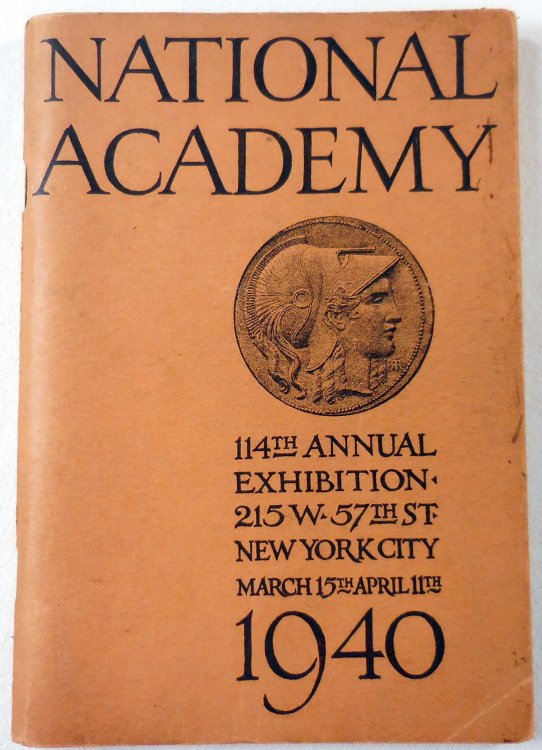 NATIONAL
ACADEMY
114TH ANNUAL
EXHIBITION·
215 W· 57TH ST·
NEW YORK CITY
MARCH 15TH APRIL 11TH
1940